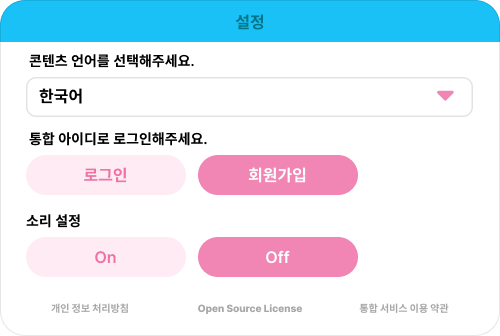 설정
콘텐츠 언어를 선택해주세요.
한국어
통합 아이디로 로그인해주세요.
로그인 회원가입
소리 설정
On Off
개인 정보 처리방침 Open Source License 통합 서비스 이용 약관